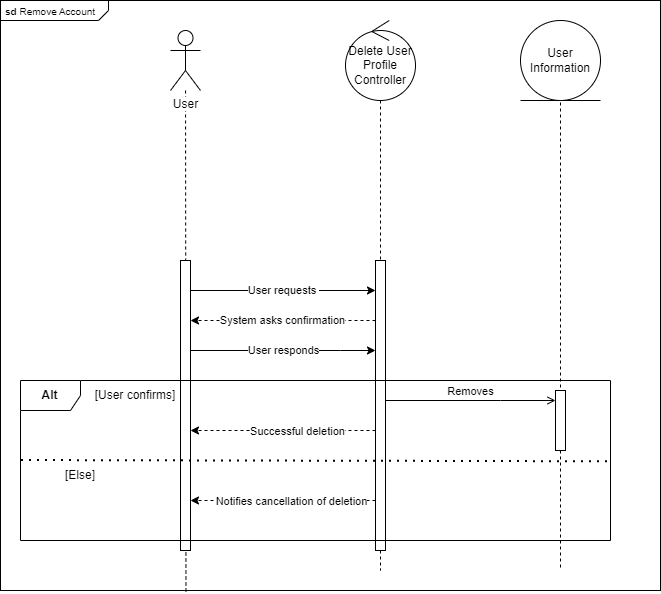 sd Remove Account
Delete User
Profile
Controller
User
Information
User
User requests
System asks confirmation
User responds
Alt
[User confirms]
Removes
Successful deletion
[Else]
Notifies cancellation of deletion